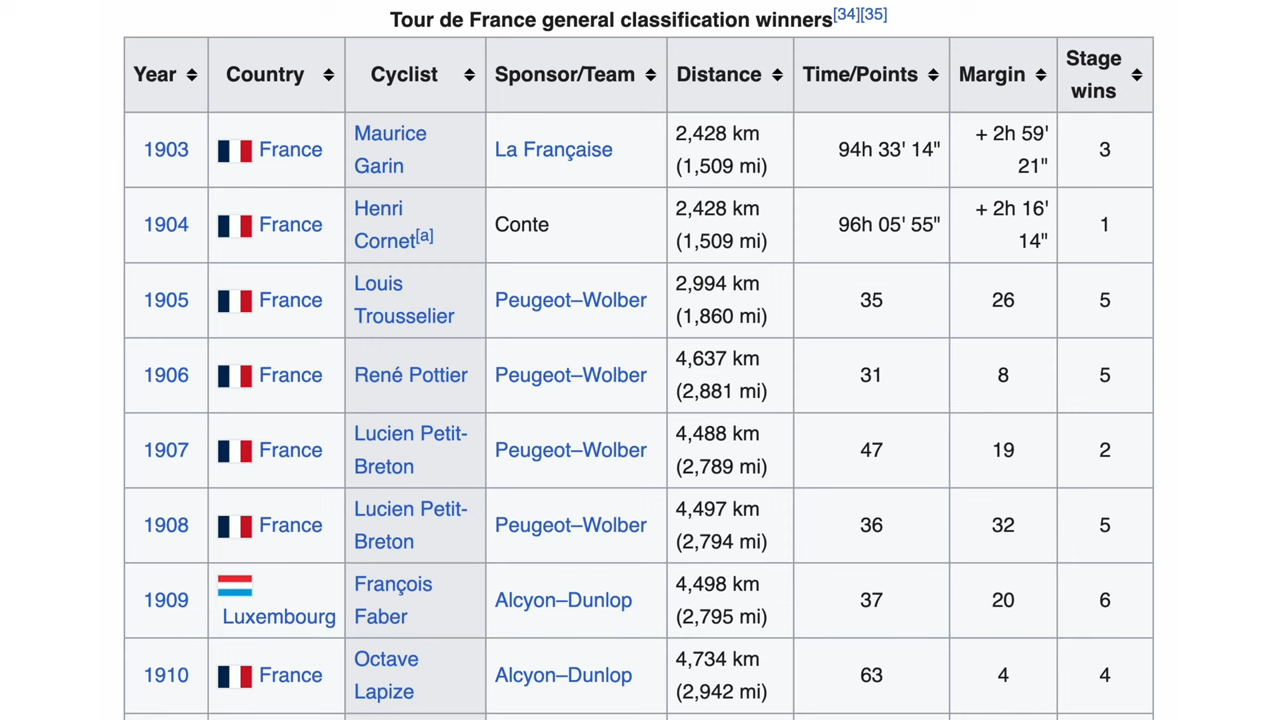 Tour de France general classification winners[34][35]
Year Country Cyclist Sponsor/Team Distance Time/Points Margin Stage wins
1903 France Maurice Garin La Française 2,428 km (1,509 mi) 94h 33' 14" + 2h 59' 21" 3
1904 France Henri Cornet[a] Conte 2,428 km (1,509 mi) 96h 05' 55" + 2h 16' 14" 1
1905 France Louis Trousselier Peugeot–Wolber 2,994 km (1,860 mi) 35 26 5
1906 France René Pottier Peugeot–Wolber 4,637 km (2,881 mi) 31 8 5
1907 France Lucien Petit-Breton Peugeot–Wolber 4,488 km (2,789 mi) 47 19 2
1908 France Lucien Petit-Breton Peugeot–Wolber 4,497 km (2,794 mi) 36 32 5
1909 Luxembourg François Faber Alcyon–Dunlop 4,498 km (2,795 mi) 37 20 6
1910 France Octave Lapize Alcyon–Dunlop 4,734 km (2,942 mi) 63 4 4